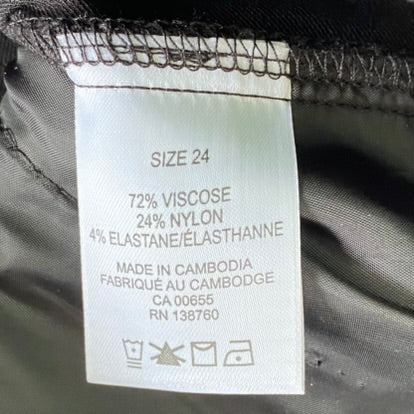 SIZE 24
72% VISCOSE
24% NYLON
4% ELASTANE/ÉLASTHANNE
MADE IN CAMBODIA
FABRIQUÉ AU CAMBODGE
CA 00655
RN 138760